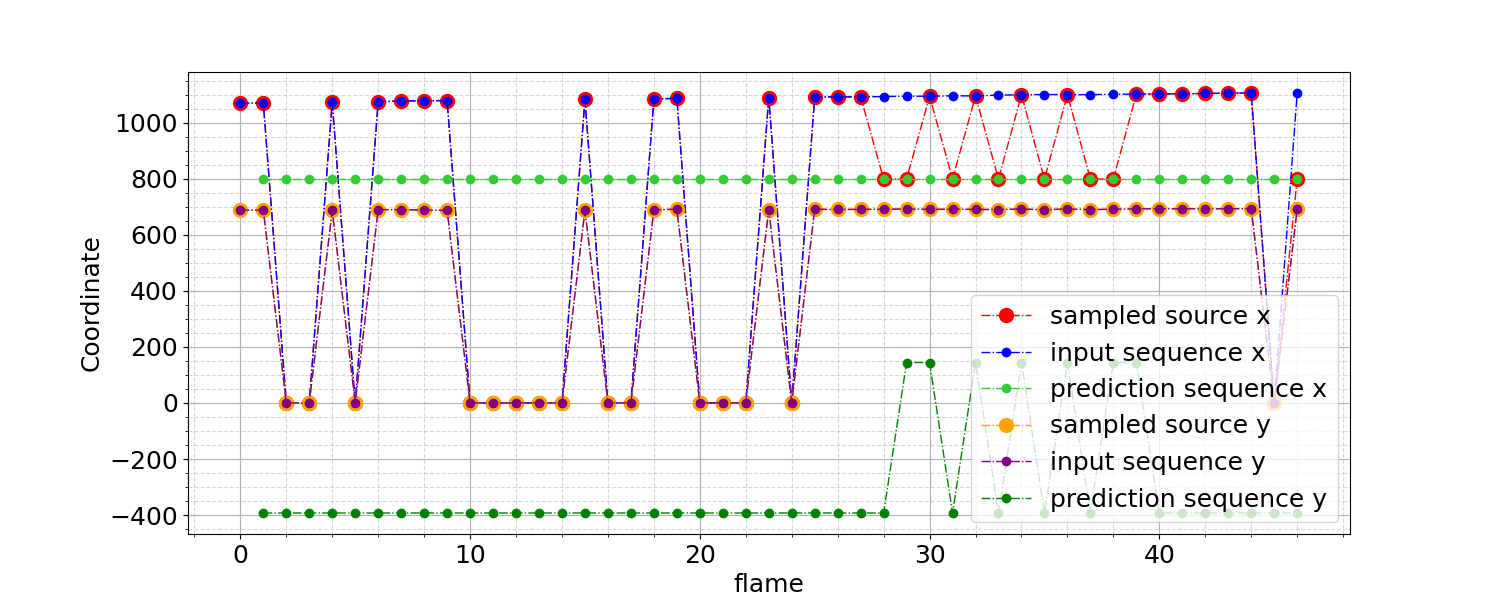 Coordinate
1000
800
600
400
200
0
−200
−400
0 10 20 30 40
flame
sampled source x
input sequence x
prediction sequence x
sampled source y
input sequence y
prediction sequence y